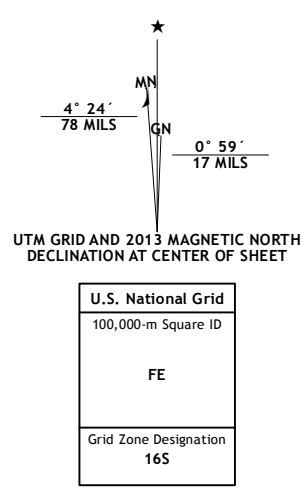 ★
MN
4° 24´
78 MILS
GN
0° 59´
17 MILS
UTM GRID AND 2013 MAGNETIC NORTH
DECLINATION AT CENTER OF SHEET
U.S. National Grid
100,000-m Square ID
FE
Grid Zone Designation
16S